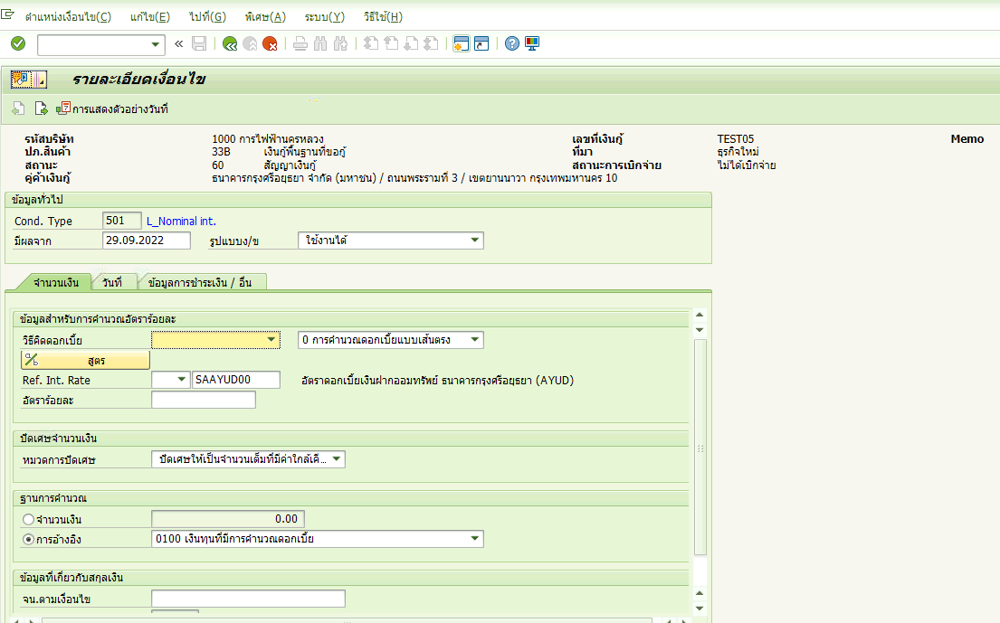 ตำแหน่งเงื่อนไข(C) แก้ไข(E) ไปที่(G) พิเศษ(A) ระบบ(Y) วิธีใช้(H)
รายละเอียดเงื่อนไข
การแสดงตัวอย่างวันที่
รหัสบริษัท 1000 การไฟฟ้านครหลวง เลขที่เงินกู้ TEST05 Memo
ปภ.สินค้า 33B เงินกู้พื้นฐานที่ขอกู้ ที่มา ธุรกิจใหม่
สถานะ 60 สัญญาเงินกู้ สถานะการเบิกจ่าย ไม่ได้เบิกจ่าย
คู่ค้าเงินกู้ ธนาคารกรุงศรีอยุธยา จำกัด (มหาชน) / ถนนพระรามที่ 3 / เขตยานนาวา กรุงเทพมหานคร 10
ข้อมูลทั่วไป
Cond. Type 501 L_Nominal int.
มีผลจาก 29.09.2022 รูปแบบง/ข ใช้งานได้
จำนวนเงิน วันที่ ข้อมูลการชำระเงิน / อื่น
ข้อมูลสำหรับการคำนวณอัตราร้อยละ
วิธีคิดดอกเบี้ย 0 การคำนวณดอกเบี้ยแบบเส้นตรง
สูตร
Ref. Int. Rate SAAYUD00 อัตราดอกเบี้ยเงินฝากออมทรัพย์ ธนาคารกรุงศรีอยุธยา (AYUD)
อัตราร้อยละ
ปัดเศษจำนวนเงิน
หมวดการปัดเศษ ปัดเศษให้เป็นจำนวนเต็มที่มีค่าใกล้เคี...
ฐานการคำนวณ
จำนวนเงิน 0.00
การอ้างอิง 0100 เงินทุนที่มีการคำนวณดอกเบี้ย
ข้อมูลที่เกี่ยวกับสกุลเงิน
จน.ตามเงื่อนไข